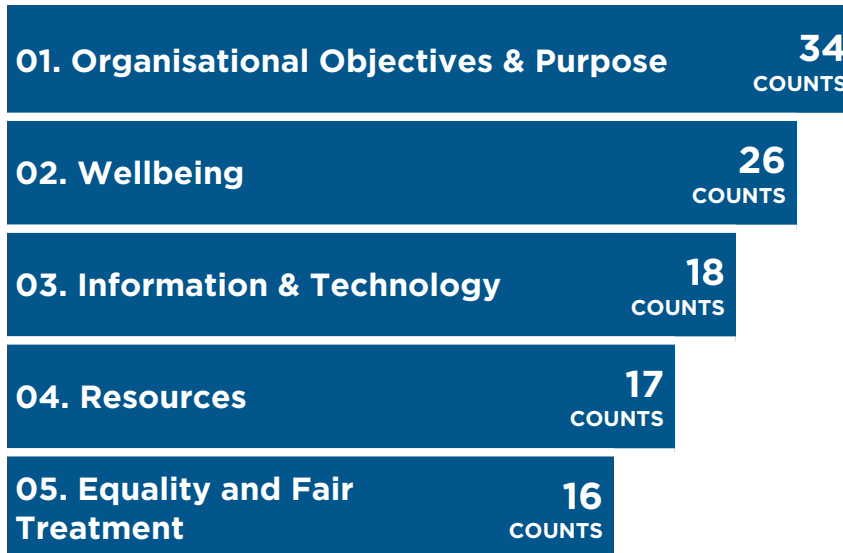 01. Organisational Objectives & Purpose
34
COUNTS
02. Wellbeing
26
COUNTS
03. Information & Technology
18
COUNTS
04. Resources
17
COUNTS
05. Equality and Fair
Treatment
16
COUNTS